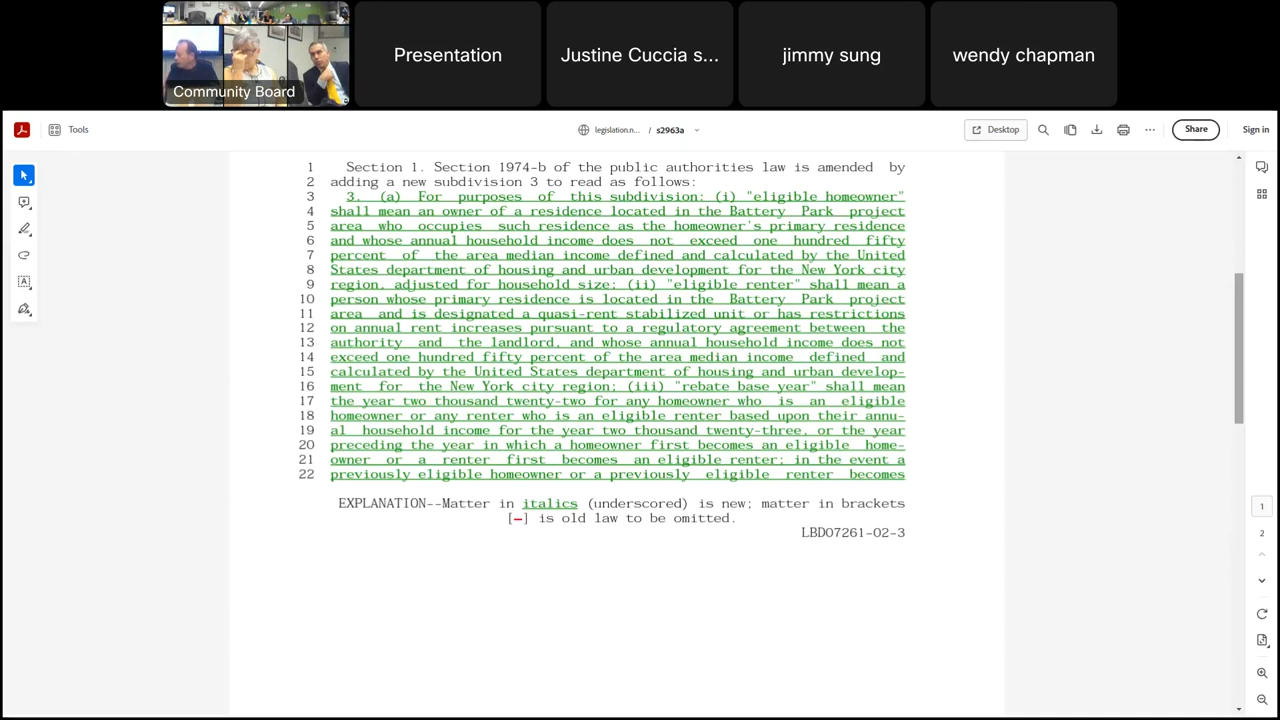 Community Board
Presentation
Justine Cuccia s...
jimmy sung
wendy chapman
Tools
legislation.n... / s2963a
Desktop
Share
Sign in
1 Section 1. Section 1974-b of the public authorities law is amended by
2 adding a new subdivision 3 to read as follows:
3 3. (a) For purposes of this subdivision: (i) "eligible homeowner"
4 shall mean an owner of a residence located in the Battery Park project
5 area who occupies such residence as the homeowner's primary residence
6 and whose annual household income does not exceed one hundred fifty
7 percent of the area median income defined and calculated by the United
8 States department of housing and urban development for the New York city
9 region, adjusted for household size; (ii) "eligible renter" shall mean a
10 person whose primary residence is located in the Battery Park project
11 area and is designated a quasi-rent stabilized unit or has restrictions
12 on annual rent increases pursuant to a regulatory agreement between the
13 authority and the landlord, and whose annual household income does not
14 exceed one hundred fifty percent of the area median income defined and
15 calculated by the United States department of housing and urban develop-
16 ment for the New York city region; (iii) "rebate base year" shall mean
17 the year two thousand twenty-two for any homeowner who is an eligible
18 homeowner or any renter who is an eligible renter based upon their annu-
19 al household income for the year two thousand twenty-three, or the year
20 preceding the year in which a homeowner first becomes an eligible home-
21 owner or a renter first becomes an eligible renter; in the event a
22 previously eligible homeowner or a previously eligible renter becomes
EXPLANATION--Matter in italics (underscored) is new; matter in brackets
[-] is old law to be omitted.
LBD07261-02-3
1
2